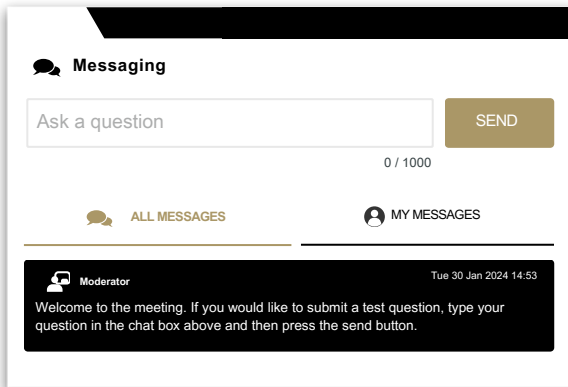 Messaging
Ask a question
SEND
0 / 1000
ALL MESSAGES
MY MESSAGES
Moderator
Tue 30 Jan 2024 14:53
Welcome to the meeting. If you would like to submit a test question, type your
question in the chat box above and then press the send button.